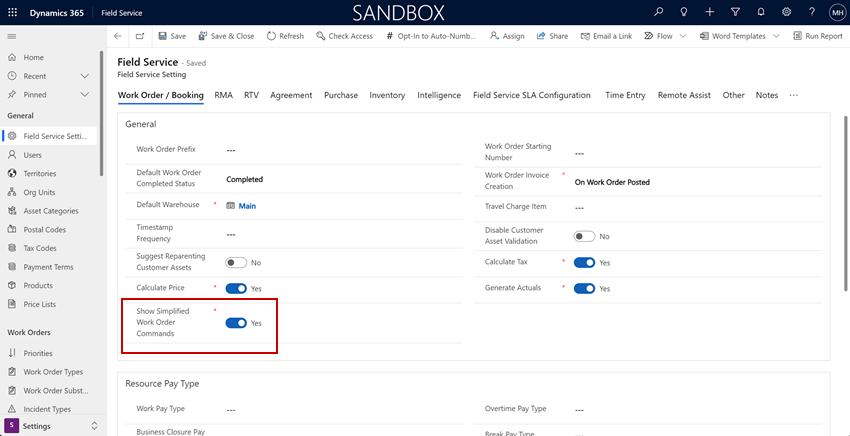 Dynamics 365 Field Service SANDBOX MH
Save Save & Close Refresh Check Access # Opt-In to Auto-Numb... Assign Share Email a Link Flow Word Templates Run Report
Home
Recent
Pinned
General
Field Service Setti...
Users
Territories
Org Units
Asset Categories
Postal Codes
Tax Codes
Payment Terms
Products
Price Lists
Work Orders
Priorities
Work Order Types
Work Order Subst...
Incident Types
S Settings
Field Service - Saved
Field Service Setting
Work Order / Booking RMA RTV Agreement Purchase Inventory Intelligence Field Service SLA Configuration Time Entry Remote Assist Other Notes ...
General
Work Order Prefix ---
Default Work Order
Completed Status Completed
Default Warehouse * Main
Timestamp
Frequency ---
Suggest Reparenting
Customer Assets No
Calculate Price * Yes
Show Simplified *
Work Order Yes
Commands
Work Order Starting
Number ---
Work Order Invoice *
Creation On Work Order Posted
Travel Charge Item ---
Disable Customer
Asset Validation No
Calculate Tax * Yes
Generate Actuals * Yes
Resource Pay Type
Work Pay Type ---
Business Closure Pay
Overtime Pay Type ---
Break Pay Type ---